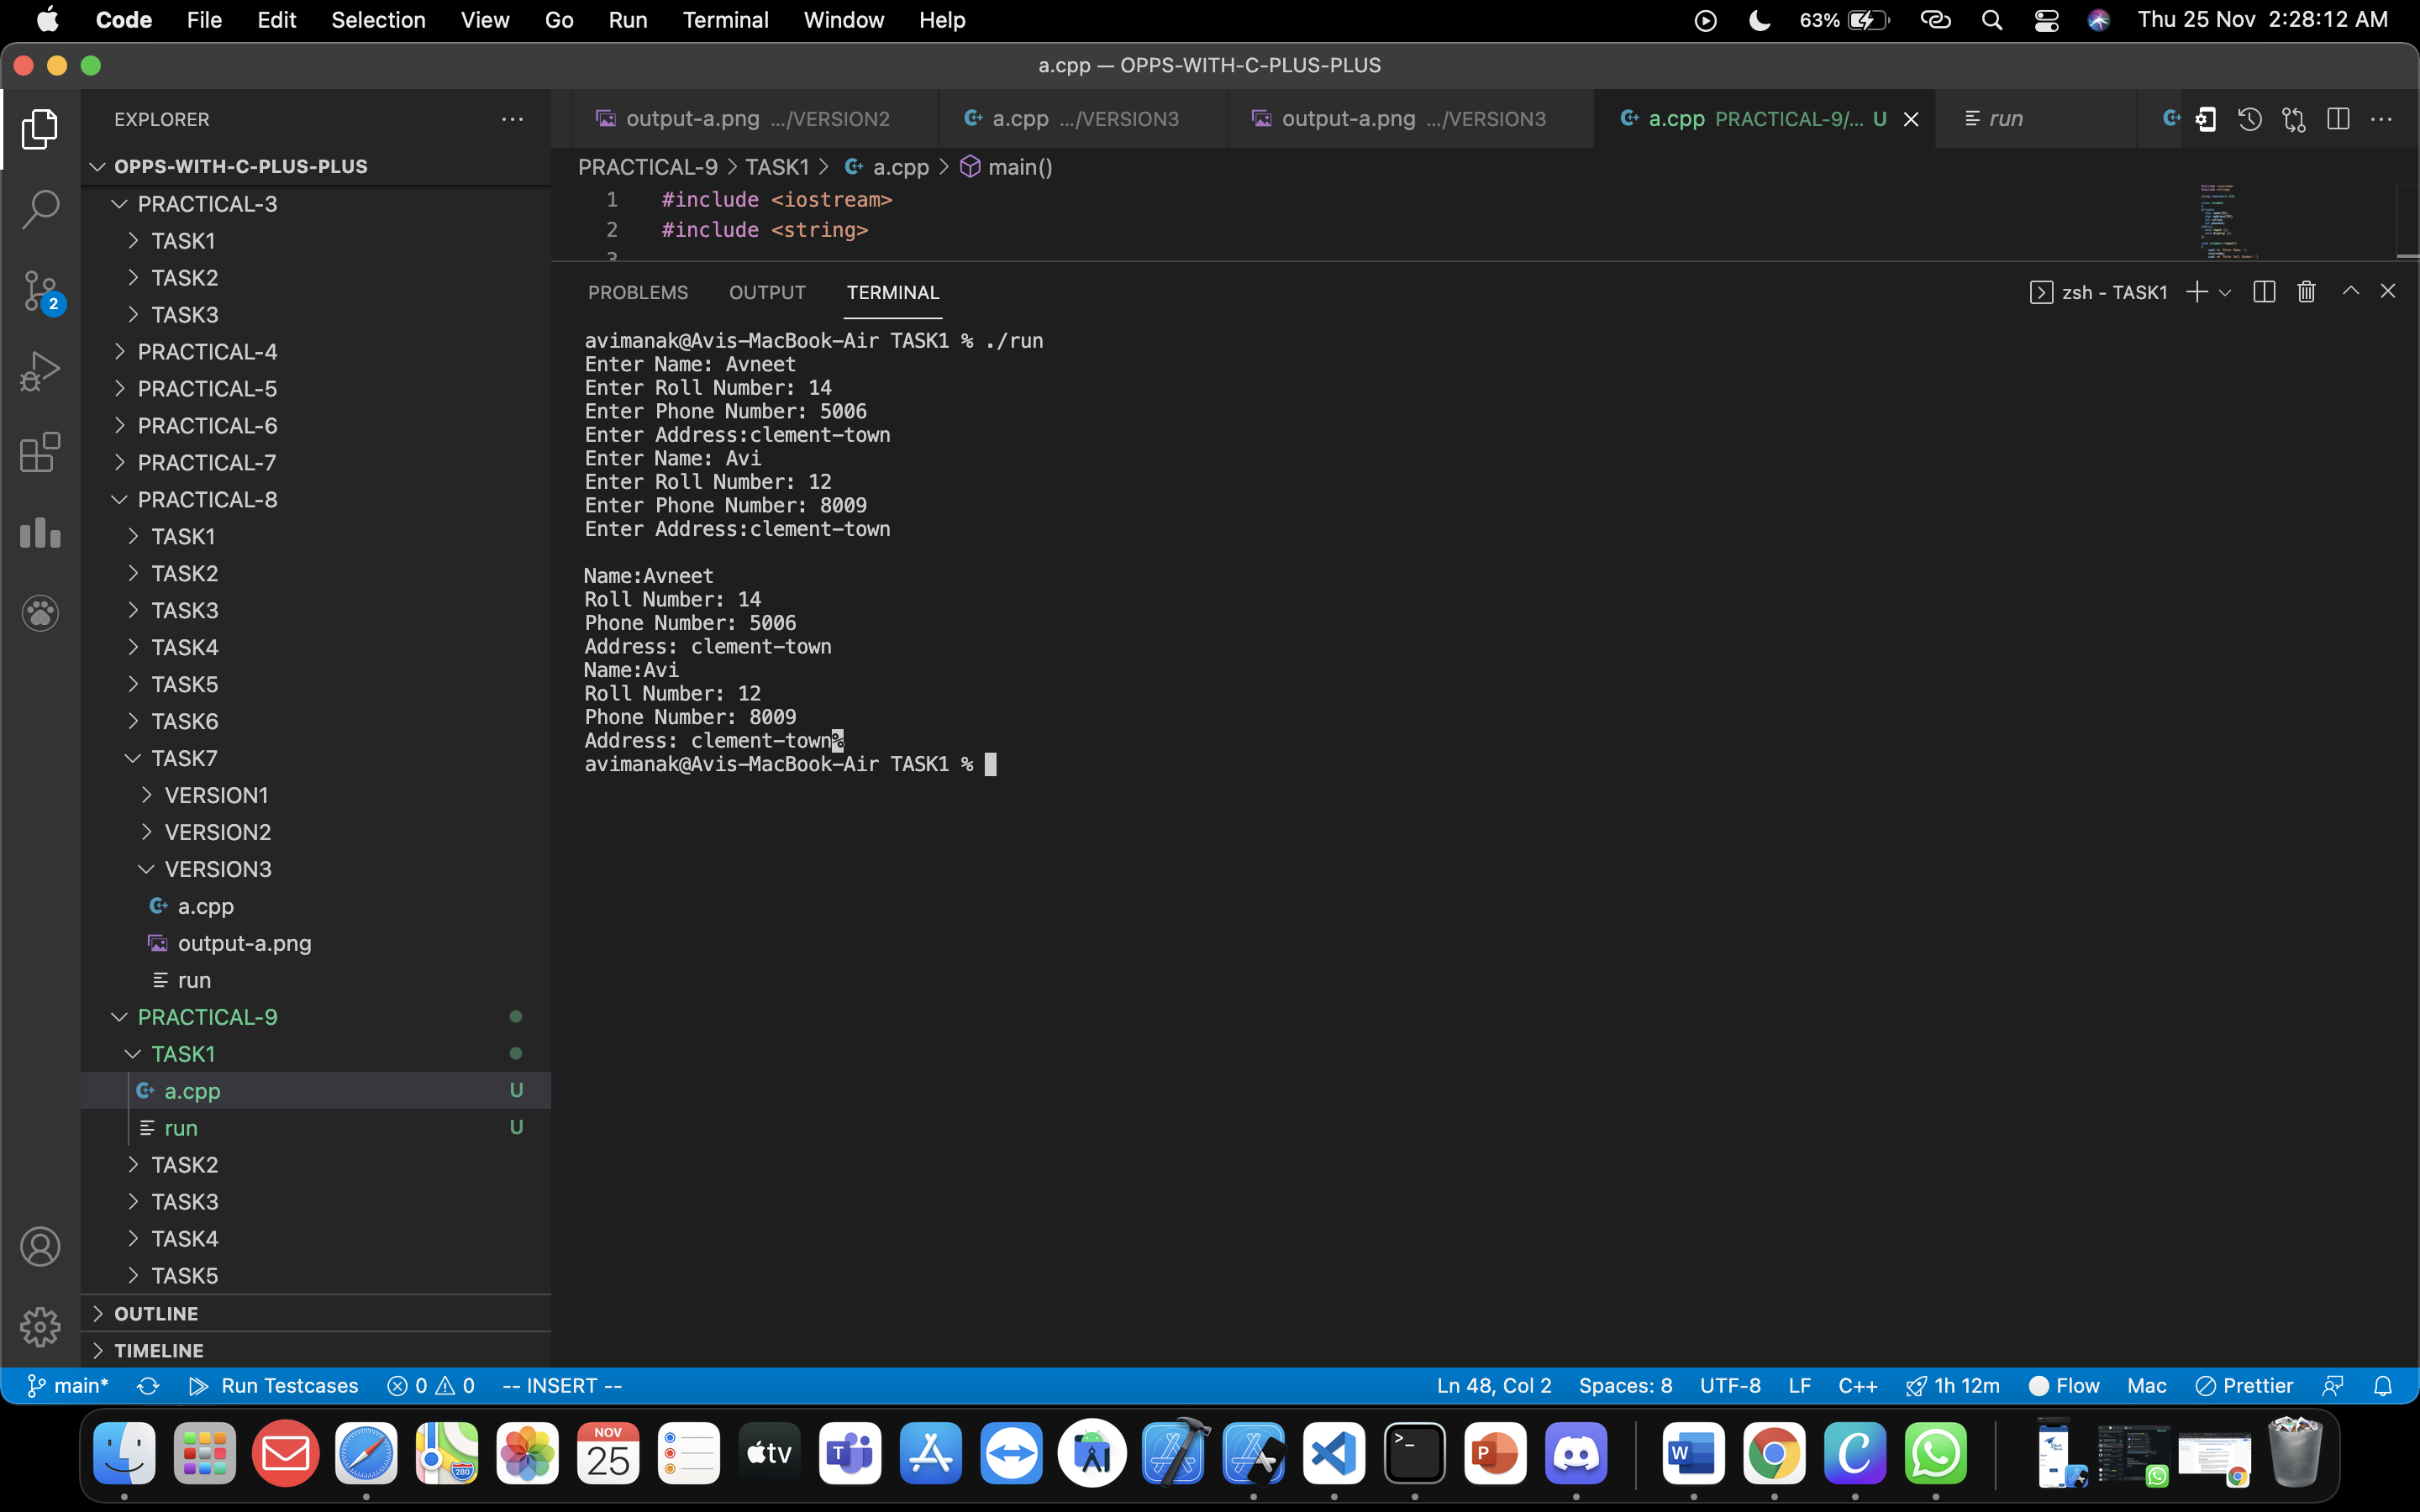 Code File Edit Selection View Go Run Terminal Window Help 63% Thu 25 Nov 2:28:12 AM
a.cpp — OPPS-WITH-C-PLUS-PLUS
EXPLORER
OPPS-WITH-C-PLUS-PLUS
PRACTICAL-3
TASK1
TASK2
TASK3
PRACTICAL-4
PRACTICAL-5
PRACTICAL-6
PRACTICAL-7
PRACTICAL-8
TASK1
TASK2
TASK3
TASK4
TASK5
TASK6
TASK7
VERSION1
VERSION2
VERSION3
a.cpp
output-a.png
run
PRACTICAL-9
TASK1
a.cpp U
run U
TASK2
TASK3
TASK4
TASK5
OUTLINE
TIMELINE
2
output-a.png .../VERSION2 a.cpp .../VERSION3 output-a.png .../VERSION3 a.cpp PRACTICAL-9/... U run
PRACTICAL-9 > TASK1 > a.cpp > main()
1 #include <iostream>
2 #include <string>
3
PROBLEMS OUTPUT TERMINAL zsh - TASK1
avimanak@Avis-MacBook-Air TASK1 % ./run
Enter Name: Avneet
Enter Roll Number: 14
Enter Phone Number: 5006
Enter Address:clement-town
Enter Name: Avi
Enter Roll Number: 12
Enter Phone Number: 8009
Enter Address:clement-town
Name:Avneet
Roll Number: 14
Phone Number: 5006
Address: clement-town
Name:Avi
Roll Number: 12
Phone Number: 8009
Address: clement-town%
avimanak@Avis-MacBook-Air TASK1 %
main* Run Testcases 0 0 -- INSERT -- Ln 48, Col 2 Spaces: 8 UTF-8 LF C++ 1h 12m Flow Mac Prettier
NOV
25
tv
280